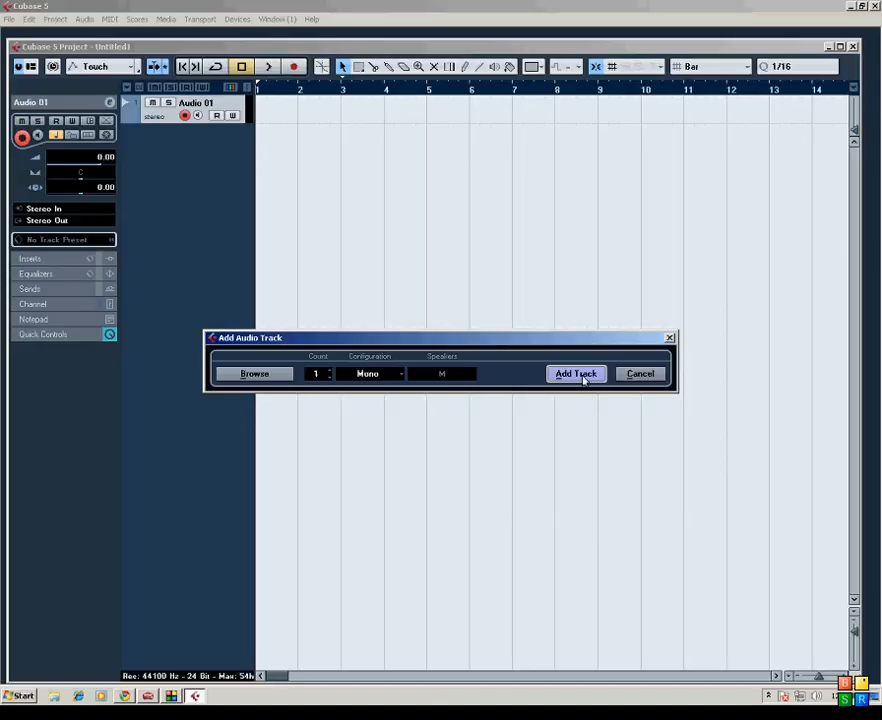 Cubase 5
File Edit Project Audio MIDI Scores Media Transport Devices Window (1) Help
Cubase 5 Project - Untitled1
Touch Bar Q 1/16
Audio 01
M S R W
0.00
C
0.00
Stereo In
Stereo Out
No Track Preset
Inserts
Equalizers
Sends
Channel
Notepad
Quick Controls
1 M S Audio 01
stereo R W
1 2 3 4 5 6 7 8 9 10 11 12 13 14
Add Audio Track
Count Configuration Speakers
Browse 1 Mono M Add Track Cancel
Rec: 44100 Hz - 24 Bit - Max: 54h
Start
B
S R